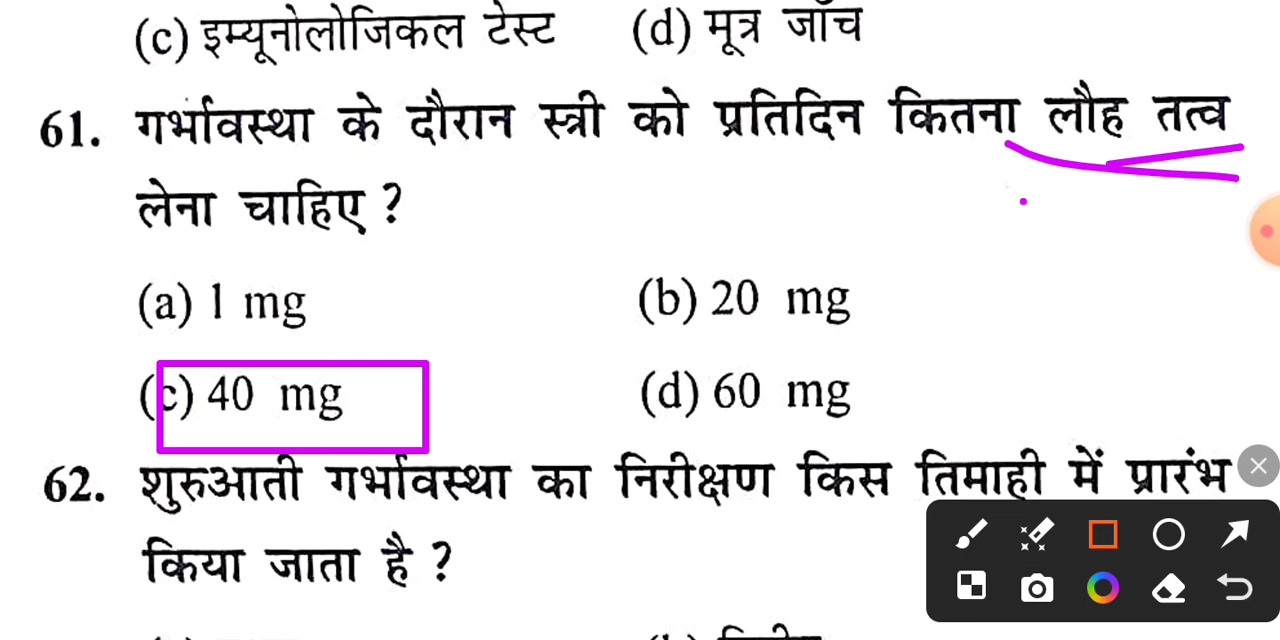 (c) इम्यूनोलोजिकल टेस्ट (d) मूत्र जाँच
61. गर्भावस्था के दौरान स्त्री को प्रतिदिन कितना लौह तत्व
लेना चाहिए ?
(a) 1 mg (b) 20 mg
(c) 40 mg (d) 60 mg
62. शुरुआती गर्भावस्था का निरीक्षण किस तिमाही में प्रारंभ
किया जाता है ?